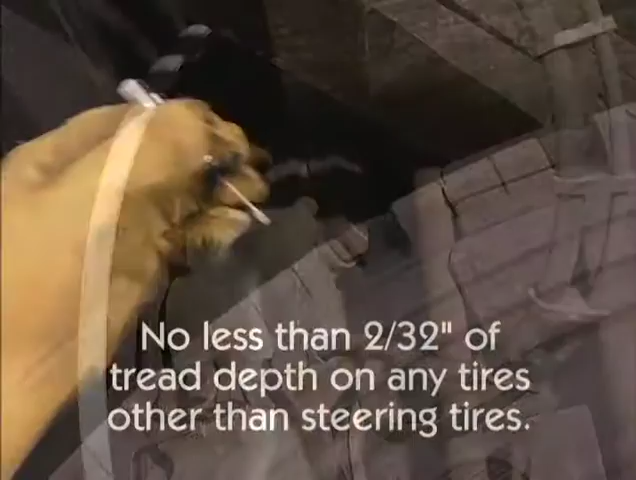 No less than 2/32" of
tread depth on any tires
other than steering tires.